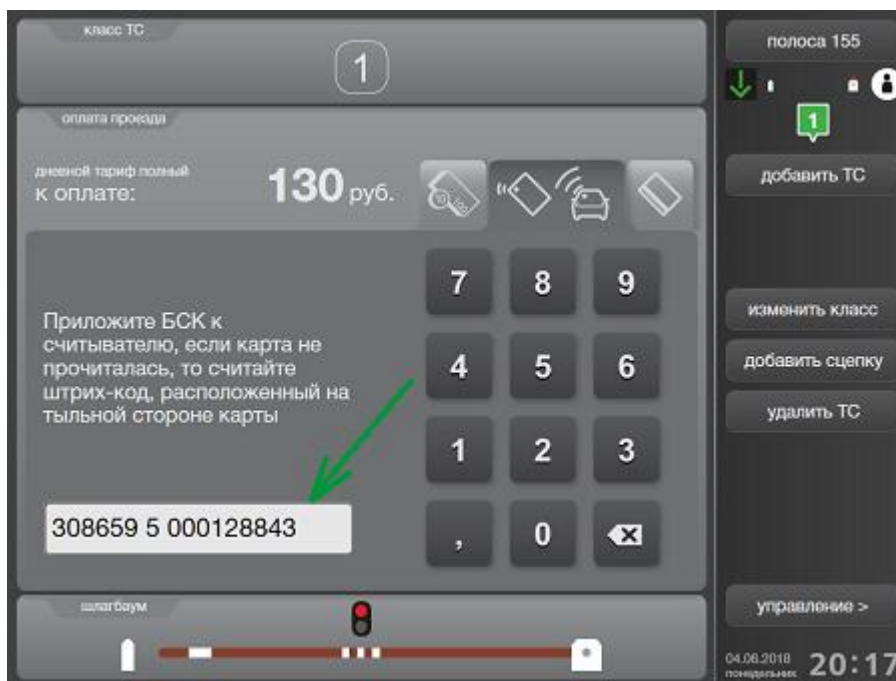 класс ТС
1
оплата проезда
дневной тариф полный
к оплате:
130 руб.
7 8 9
4 5 6
1 2 3
, 0
Приложите БСК к
считывателю, если карта не
прочиталась, то считайте
штрих-код, расположенный на
тыльной стороне карты
308659 5 000128843
шлагбаум
полоса 155
1
добавить ТС
изменить класс
добавить сцепку
удалить ТС
управление >
04.06.2018
понедельник
20:17